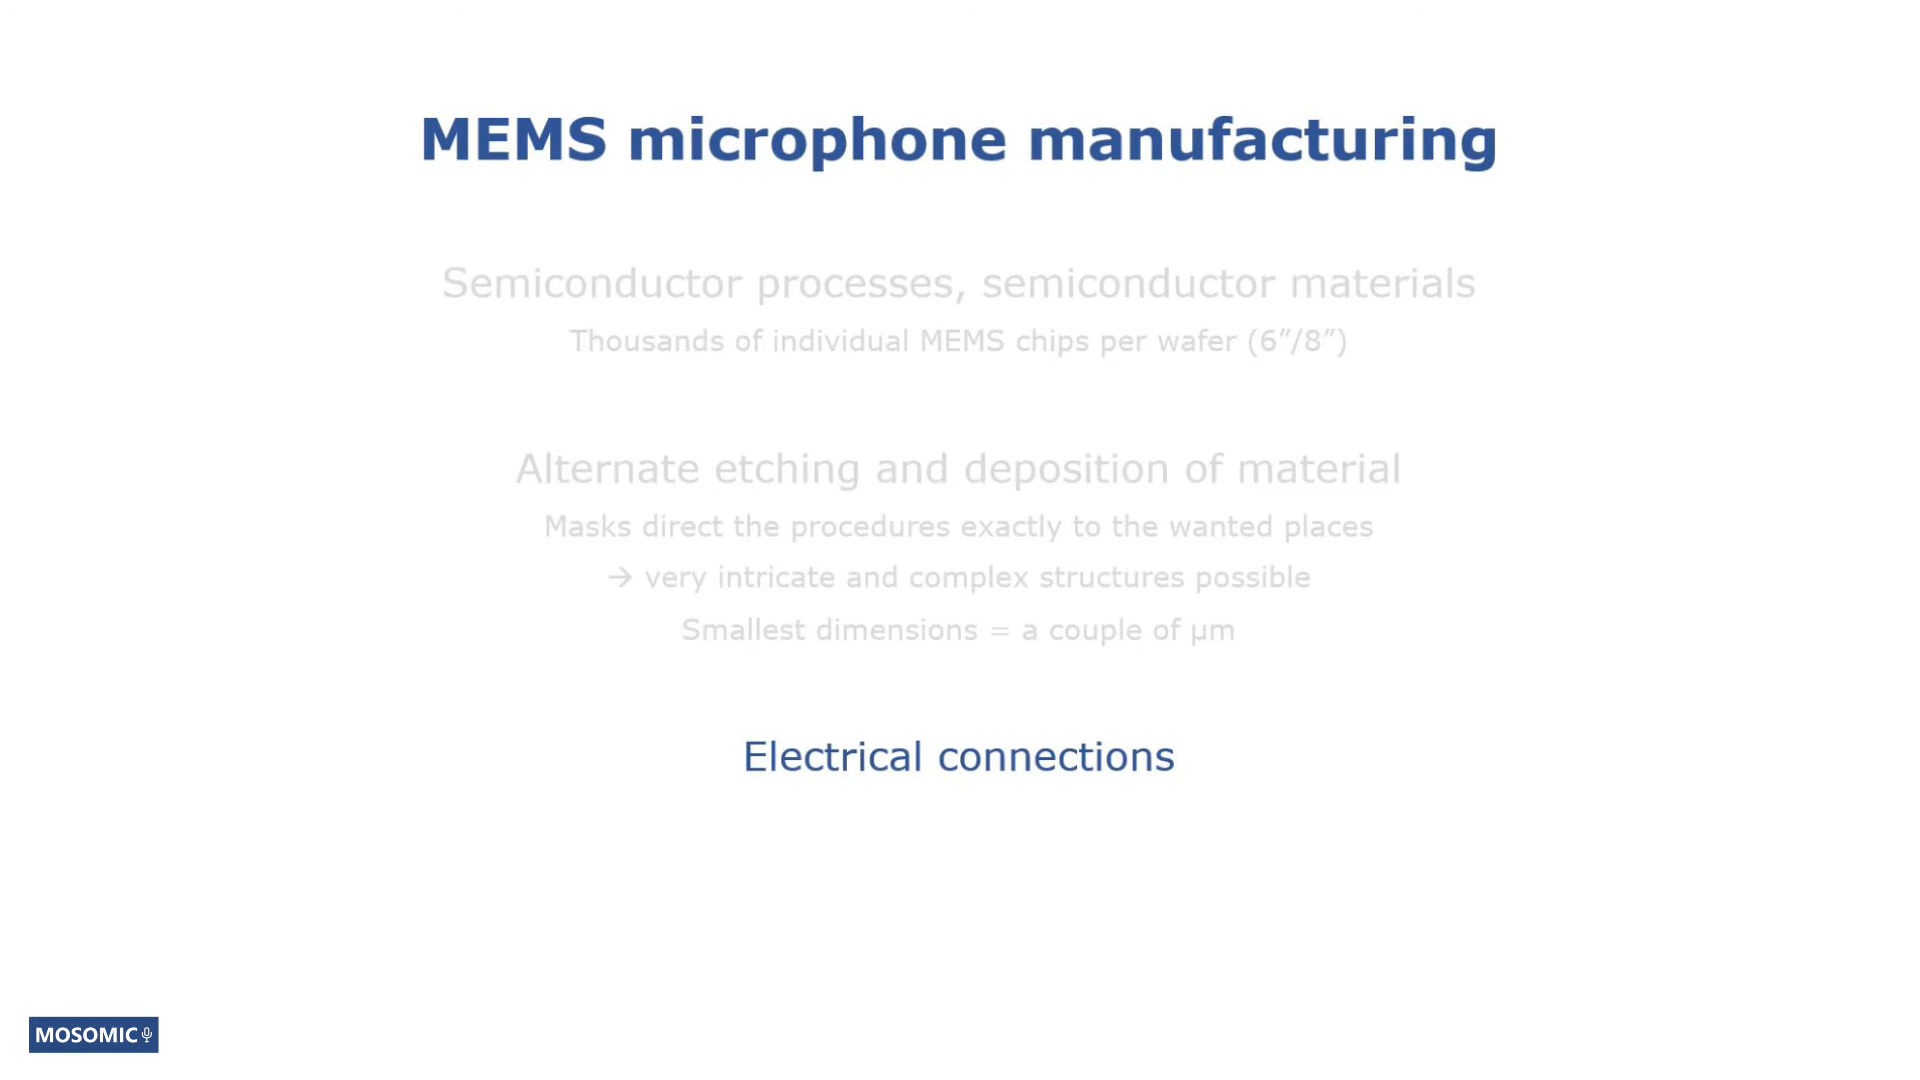 MEMS microphone manufacturing
Semiconductor processes, semiconductor materials
Thousands of individual MEMS chips per wafer (6”/8”)
Alternate etching and deposition of material
Masks direct the procedures exactly to the wanted places
→ very intricate and complex structures possible
Smallest dimensions = a couple of µm
Electrical connections
MOSOMIC